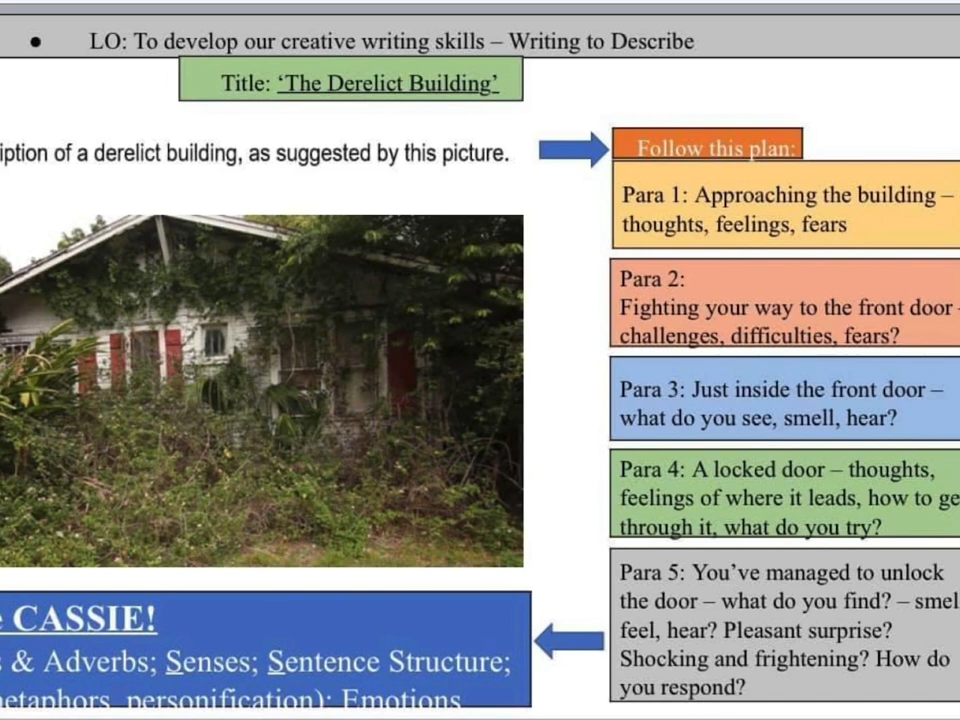 ● LO: To develop our creative writing skills – Writing to Describe
Title: ‘The Derelict Building’
iption of a derelict building, as suggested by this picture.
Follow this plan:
Para 1: Approaching the building –
thoughts, feelings, fears
Para 2:
Fighting your way to the front door -
challenges, difficulties, fears?
Para 3: Just inside the front door –
what do you see, smell, hear?
Para 4: A locked door – thoughts,
feelings of where it leads, how to ge
through it, what do you try?
Para 5: You’ve managed to unlock
the door – what do you find? – smel
feel, hear? Pleasant surprise?
Shocking and frightening? How do
you respond?
e CASSIE!
s & Adverbs; Senses; Sentence Structure;
netaphors, personification); Emotions